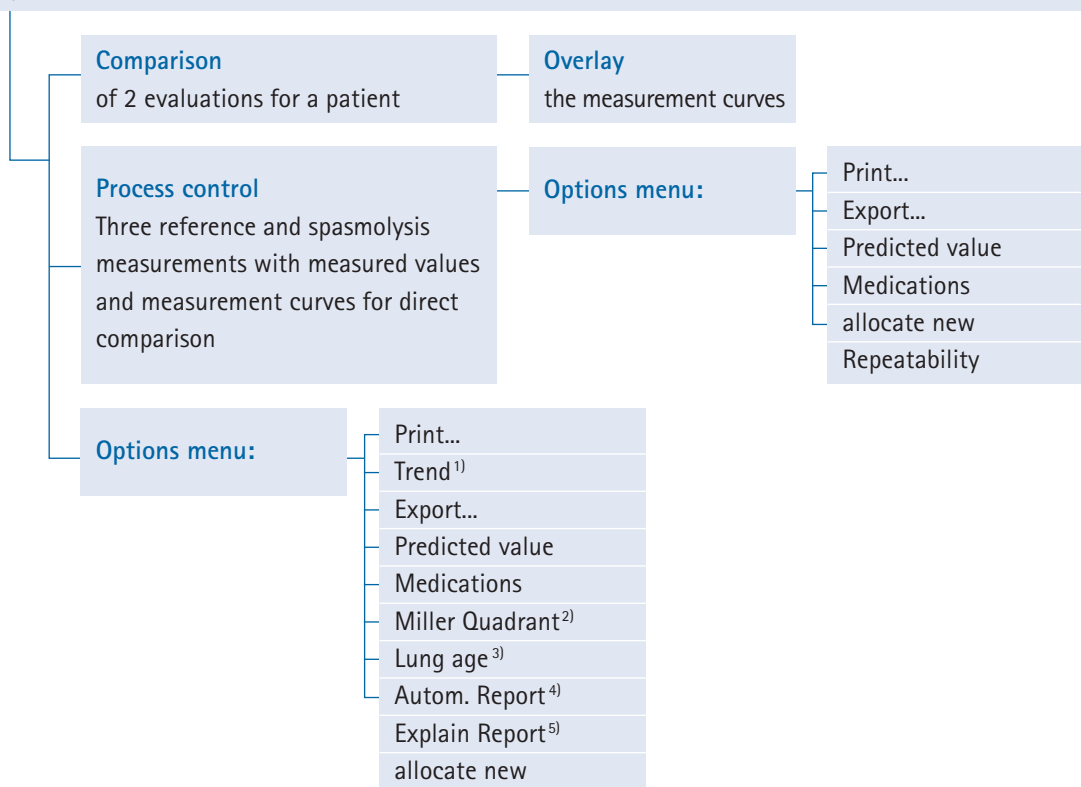 Comparison
of 2 evaluations for a patient
Overlay
the measurement curves
Process control
Three reference and spasmolysis
measurements with measured values
and measurement curves for direct
comparison
Options menu:
Print...
Export...
Predicted value
Medications
allocate new
Repeatability
Options menu:
Print...
Trend 1)
Export...
Predicted value
Medications
Miller Quadrant 2)
Lung age 3)
Autom. Report 4)
Explain Report 5)
allocate new